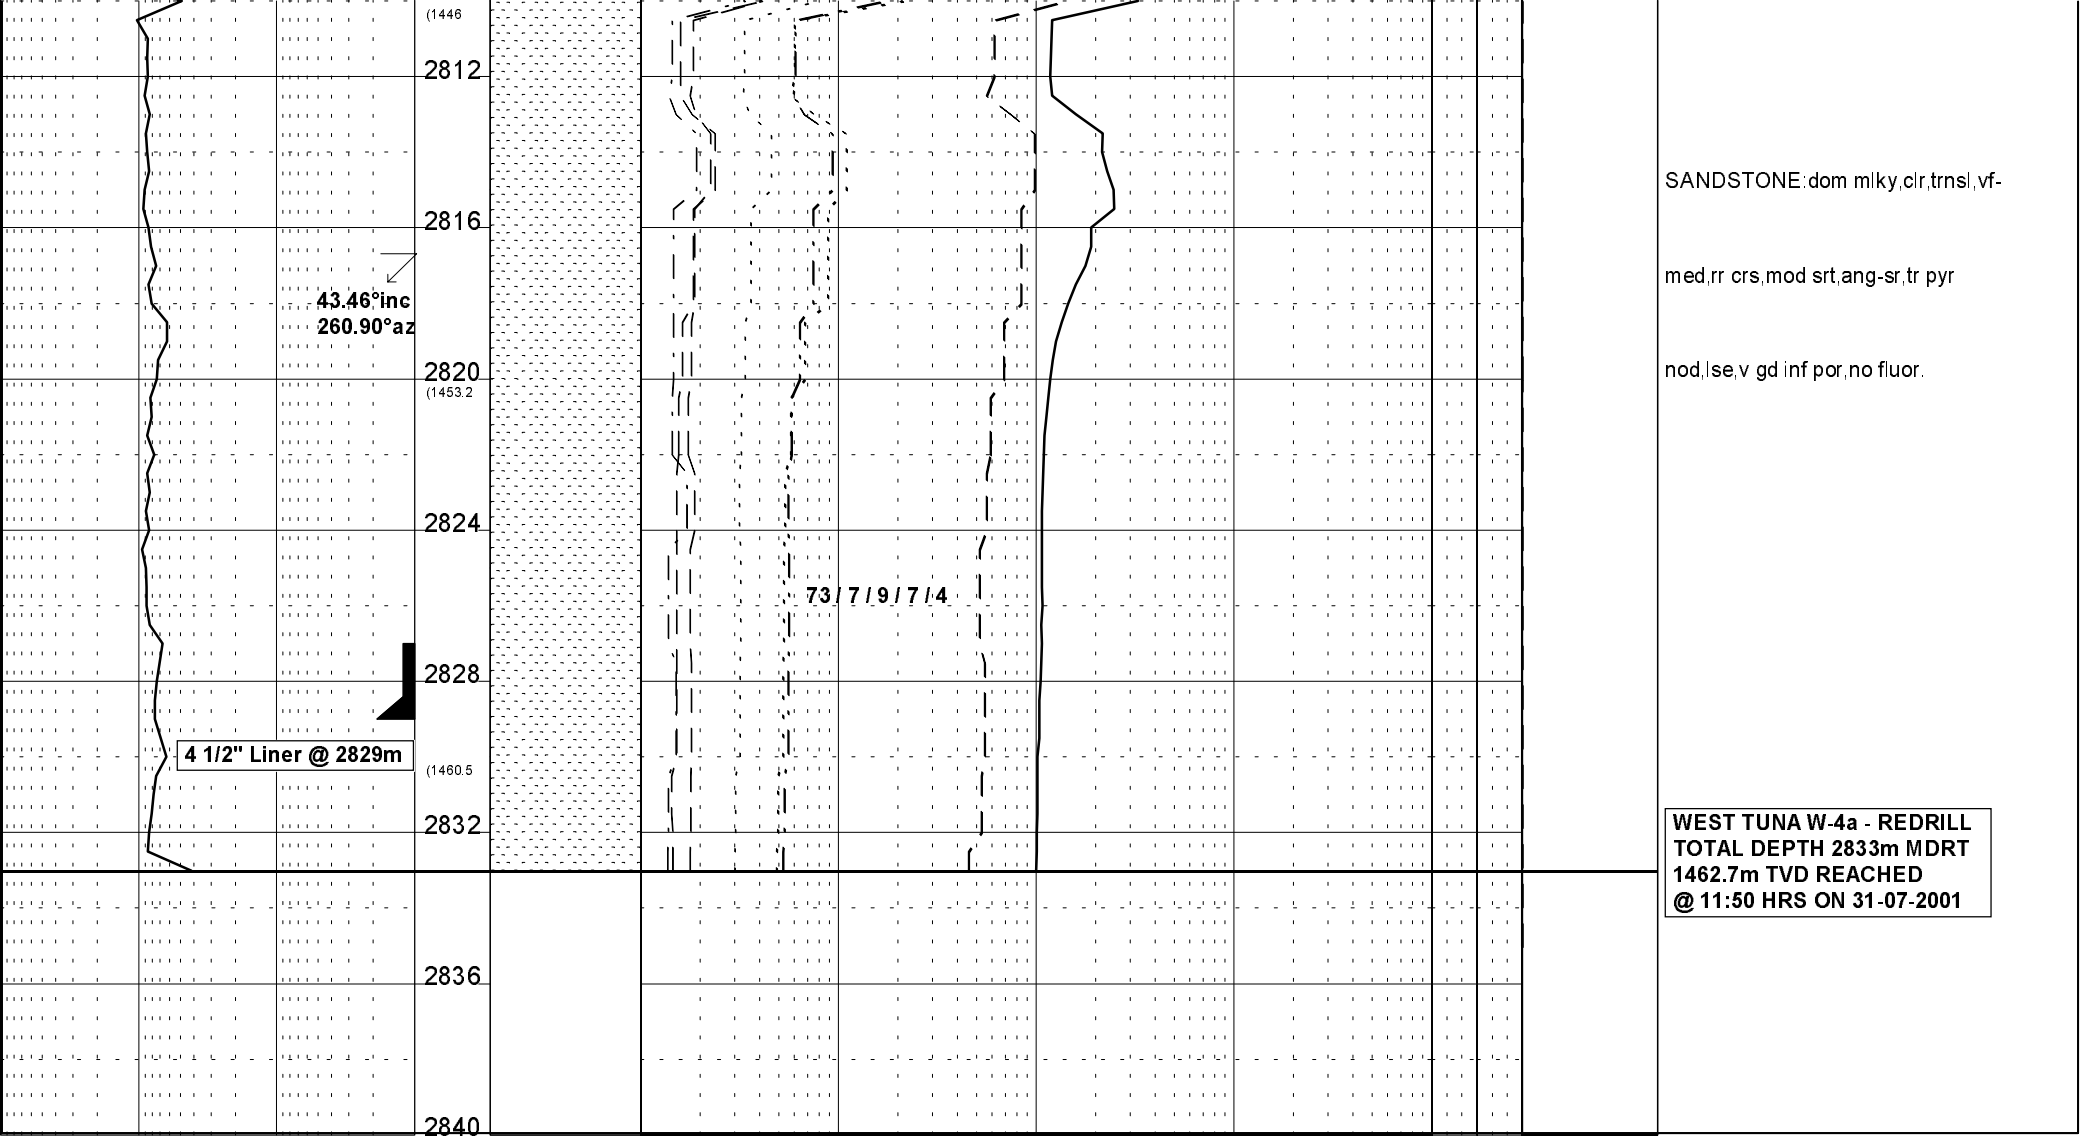 (1446
2812
SANDSTONE:dom mlky,clr,trnsl,vf-
2816
med,rr crs,mod srt,ang-sr,tr pyr
43.46°inc
260.90°az
nod,lse,v gd inf por,no fluor.
2820
(1453.2
2824
73 / 7 / 9 / 7 / 4
2828
4 1/2" Liner @ 2829m
(1460.5
2832
WEST TUNA W-4a - REDRILL
TOTAL DEPTH 2833m MDRT
1462.7m TVD REACHED
@ 11:50 HRS ON 31-07-2001
2836
2840